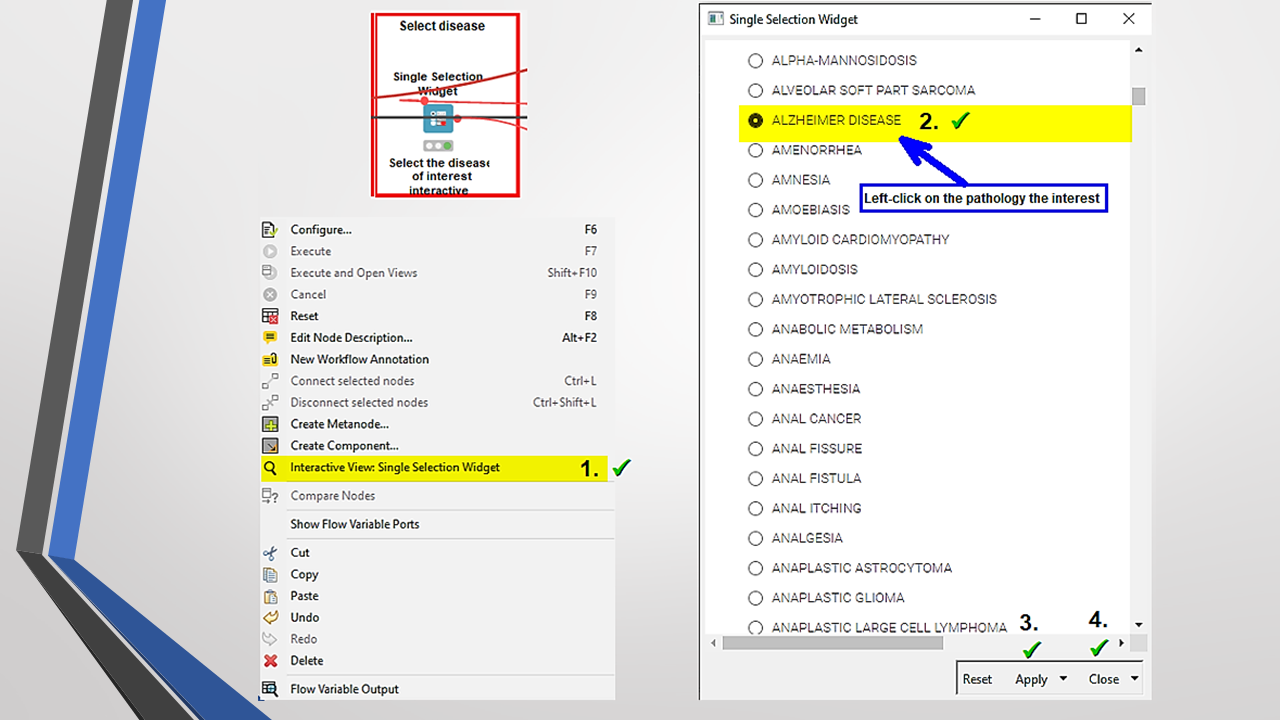 Select disease
Single Selection
Widget
Select the disease
of interest
interactive
Configure... F6
Execute F7
Execute and Open Views Shift+F10
Cancel F9
Reset F8
Edit Node Description... Alt+F2
New Workflow Annotation
Connect selected nodes Ctrl+L
Disconnect selected nodes Ctrl+Shift+L
Create Metanode...
Create Component...
Interactive View: Single Selection Widget 1.
Compare Nodes
Show Flow Variable Ports
Cut
Copy
Paste
Undo
Redo
Delete
Flow Variable Output
Single Selection Widget
ALPHA-MANNOSIDOSIS
ALVEOLAR SOFT PART SARCOMA
ALZHEIMER DISEASE 2.
AMENORRHEA
AMNESIA
Left-click on the pathology the interest
AMOEBIASIS
AMYLOID CARDIOMYOPATHY
AMYLOIDOSIS
AMYOTROPHIC LATERAL SCLEROSIS
ANABOLIC METABOLISM
ANAEMIA
ANAESTHESIA
ANAL CANCER
ANAL FISSURE
ANAL FISTULA
ANAL ITCHING
ANALGESIA
ANAPLASTIC ASTROCYTOMA
ANAPLASTIC GLIOMA
ANAPLASTIC LARGE CELL LYMPHOMA
3. 4.
Reset Apply Close